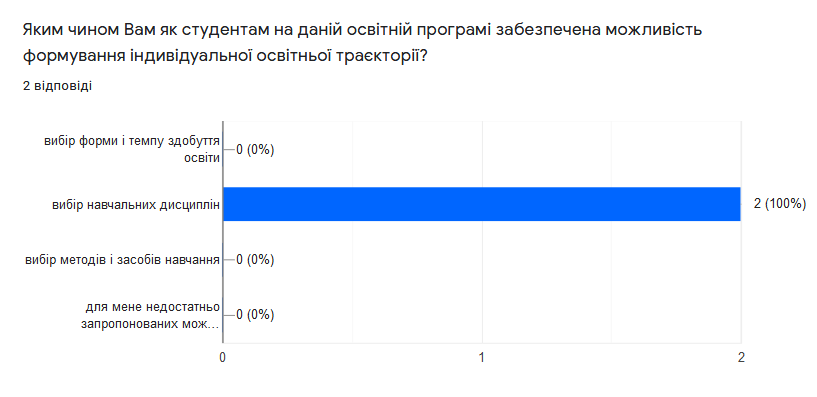 Яким чином Вам як студентам на даній освітній програмі забезпечена можливість
формування індивідуальної освітньої траєкторії?
2 відповіді
вибір форми і темпу здобуття
освіти
0 (0%)
вибір навчальних дисциплін
2 (100%)
вибір методів і засобів навчання
0 (0%)
для мене недостатньо
запропонованих мож…
0 (0%)
0
1
2